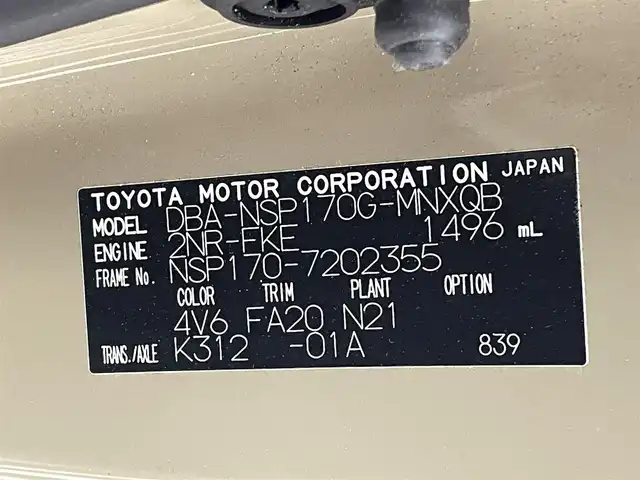 TOYOTA MOTOR CORPORATION JAPAN
MODEL DBA-NSP170G-MNXQB
ENGINE 2NR-FKE 1496 mL
FRAME No. NSP170-7202355
COLOR TRIM PLANT OPTION
4V6 FA20 N21
TRANS./AXLE K312 -01A 839